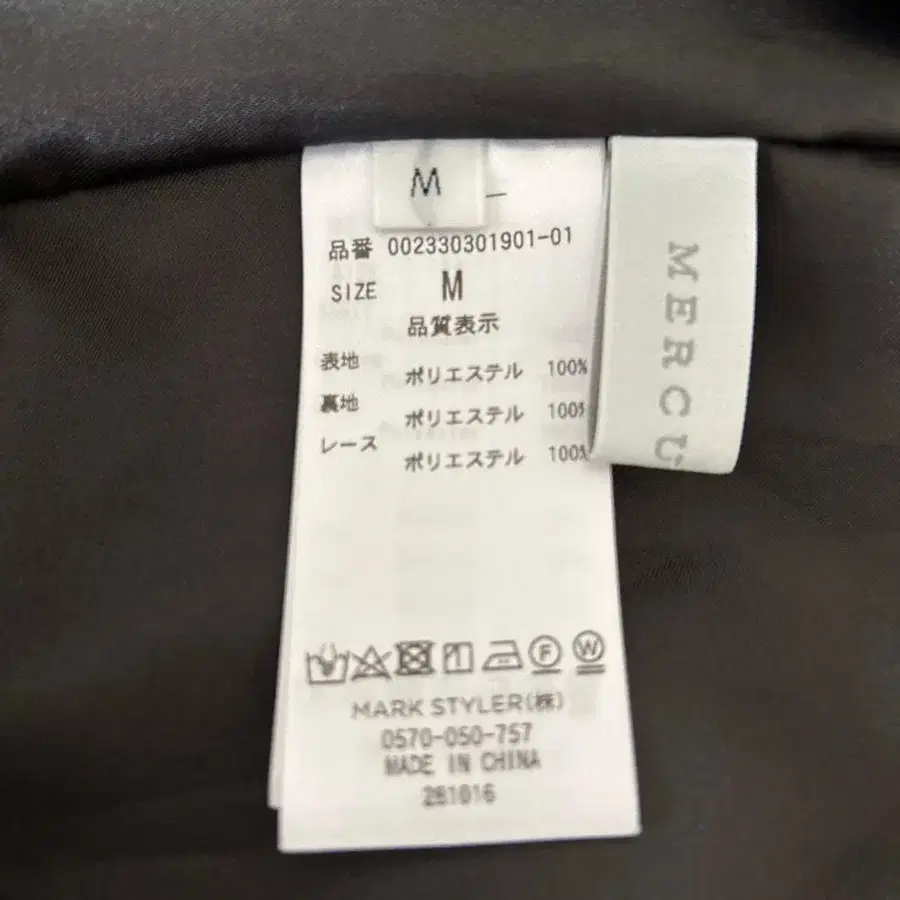 M
品番 002330301901-01
SIZE M
品質表示
表地 ポリエステル 100%
裏地 ポリエステル 100%
レース ポリエステル 100%
F W
MARK STYLER(株)
0570-050-757
MADE IN CHINA
281016
MERCU